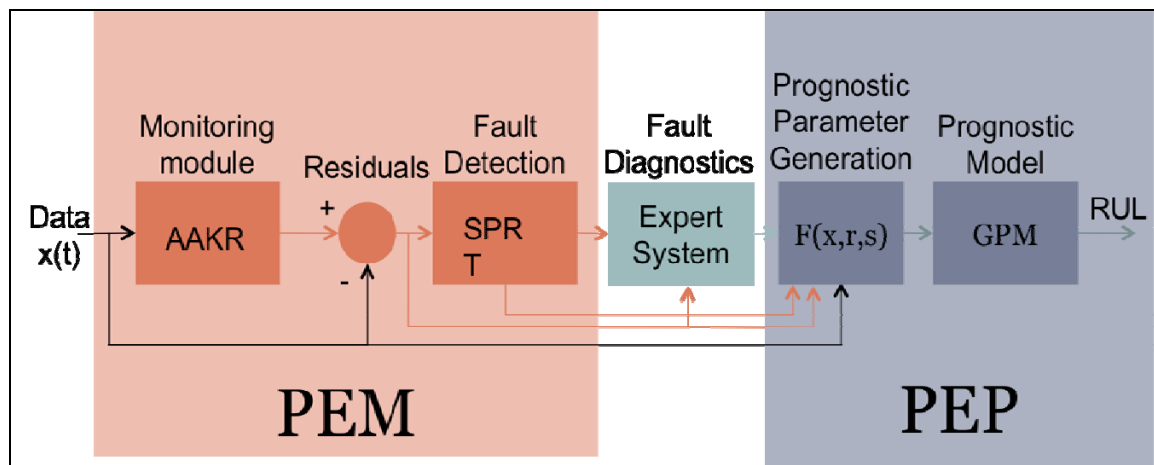 Monitoring
module
Residuals
Fault
Detection
Fault
Diagnostics
Prognostic
Parameter
Generation
Prognostic
Model
Data
x(t)
AAKR
+
-
SPR
T
Expert
System
F(x,r,s)
GPM
RUL
PEM
PEP